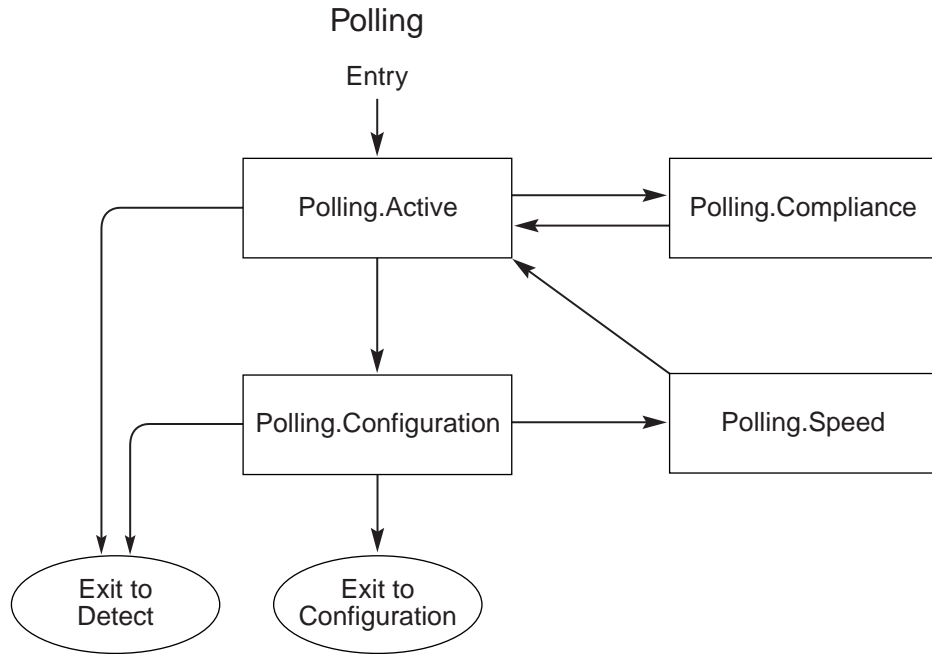 Polling
Entry
Polling.Active
Polling.Compliance
Polling.Configuration
Polling.Speed
Exit to
Detect
Exit to
Configuration